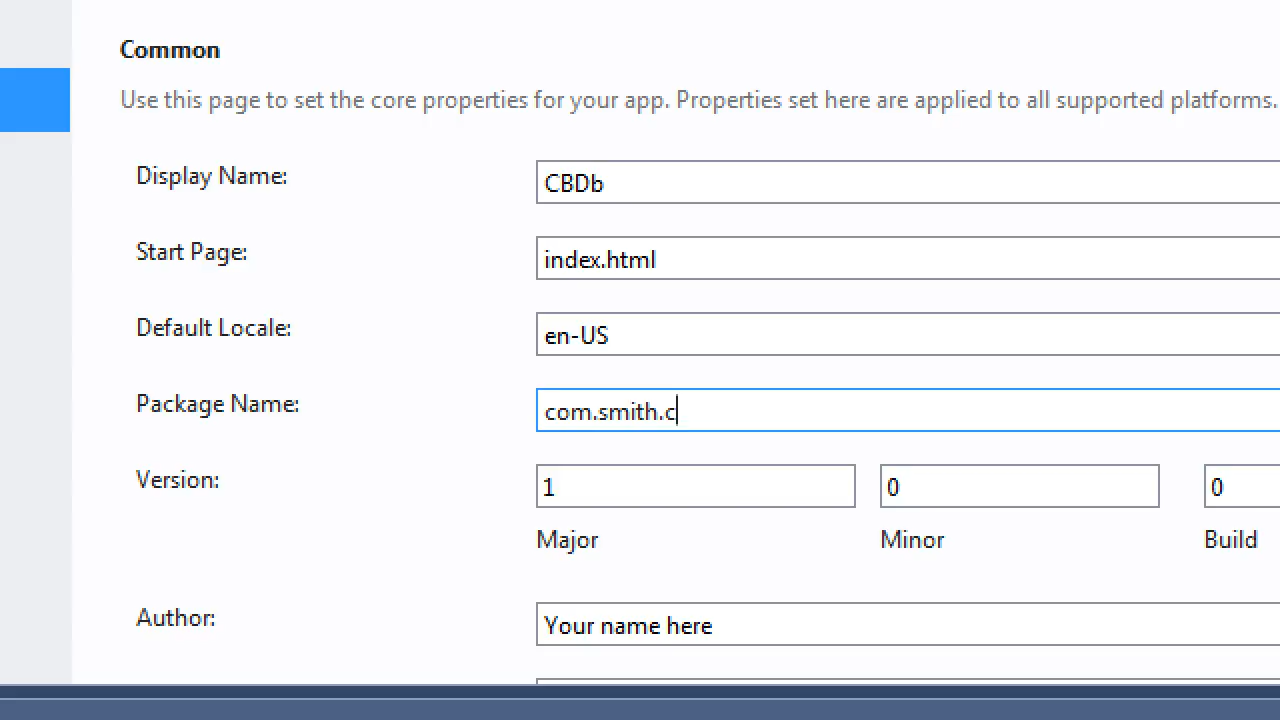 Common
Use this page to set the core properties for your app. Properties set here are applied to all supported platforms.
Display Name: CBDb
Start Page: index.html
Default Locale: en-US
Package Name: com.smith.c
Version: 1 0 0
Major Minor Build
Author: Your name here